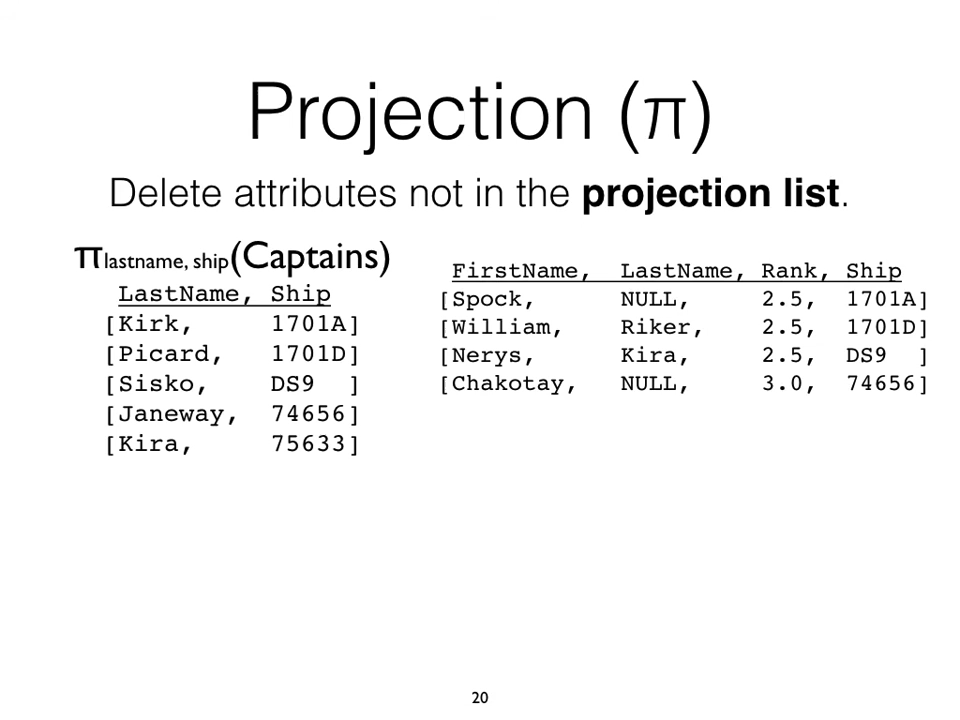 Projection (π)
Delete attributes not in the projection list.
πlastname, ship(Captains)
LastName, Ship
[Kirk, 1701A]
[Picard, 1701D]
[Sisko, DS9 ]
[Janeway, 74656]
[Kira, 75633]
FirstName, LastName, Rank, Ship
[Spock, NULL, 2.5, 1701A]
[William, Riker, 2.5, 1701D]
[Nerys, Kira, 2.5, DS9 ]
[Chakotay, NULL, 3.0, 74656]
20